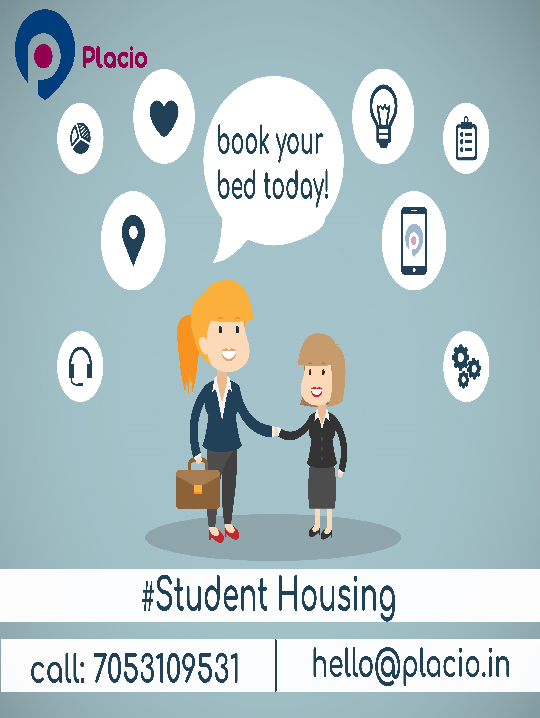 Placio
book your
bed today!
#Student Housing
call: 7053109531
hello@placio.in